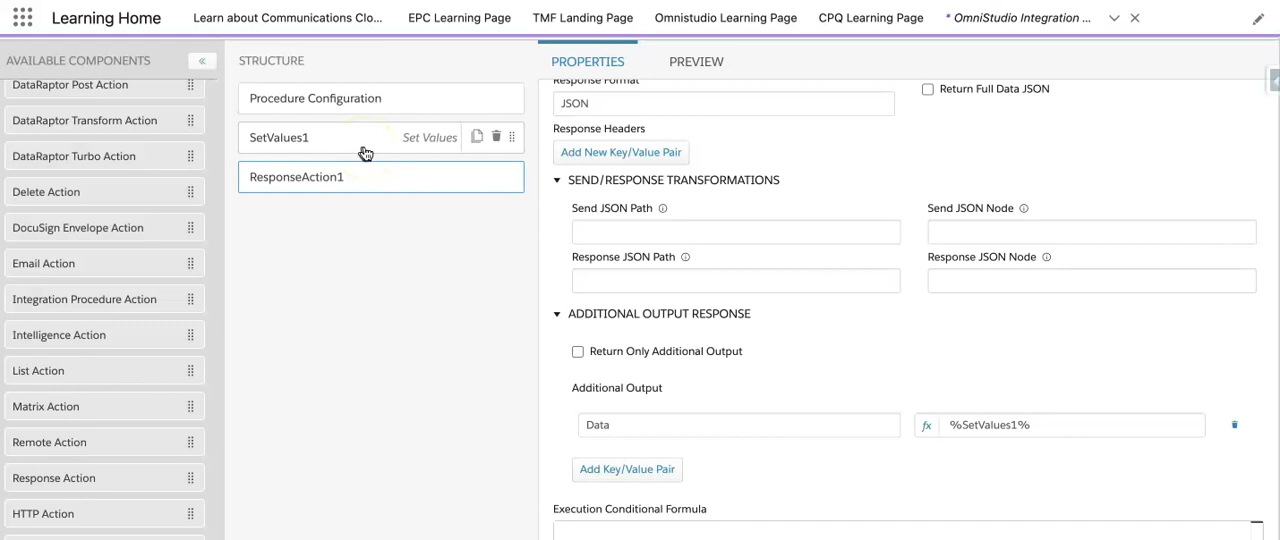 Learning Home
Learn about Communications Clo...
EPC Learning Page
TMF Landing Page
Omnistudio Learning Page
CPQ Learning Page
* OmniStudio Integration ...
AVAILABLE COMPONENTS
«
DataRaptor Post Action
DataRaptor Transform Action
DataRaptor Turbo Action
Delete Action
DocuSign Envelope Action
Email Action
Integration Procedure Action
Intelligence Action
List Action
Matrix Action
Remote Action
Response Action
HTTP Action
STRUCTURE
Procedure Configuration
SetValues1 Set Values
ResponseAction1
PROPERTIES PREVIEW
Response Format
JSON
Return Full Data JSON
Response Headers
Add New Key/Value Pair
SEND/RESPONSE TRANSFORMATIONS
Send JSON Path
Send JSON Node
Response JSON Path
Response JSON Node
ADDITIONAL OUTPUT RESPONSE
Return Only Additional Output
Additional Output
Data
fx %SetValues1%
Add Key/Value Pair
Execution Conditional Formula